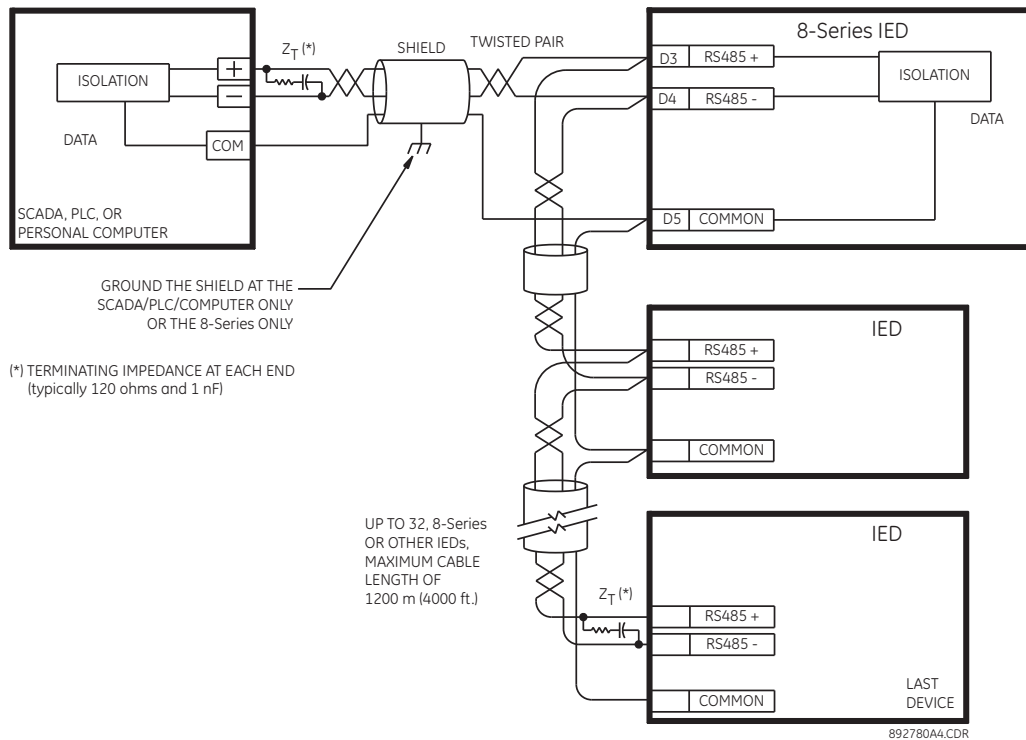 Z_T (*)
SHIELD
TWISTED PAIR
8-Series IED
ISOLATION
+
−
DATA
COM
SCADA, PLC, OR
PERSONAL COMPUTER
D3 RS485 +
D4 RS485 -
ISOLATION
DATA
D5 COMMON
GROUND THE SHIELD AT THE
SCADA/PLC/COMPUTER ONLY
OR THE 8-Series ONLY
(*) TERMINATING IMPEDANCE AT EACH END
(typically 120 ohms and 1 nF)
IED
RS485 +
RS485 -
COMMON
UP TO 32, 8-Series
OR OTHER IEDs,
MAXIMUM CABLE
LENGTH OF
1200 m (4000 ft.)
Z_T (*)
IED
RS485 +
RS485 -
COMMON
LAST
DEVICE
892780A4.CDR